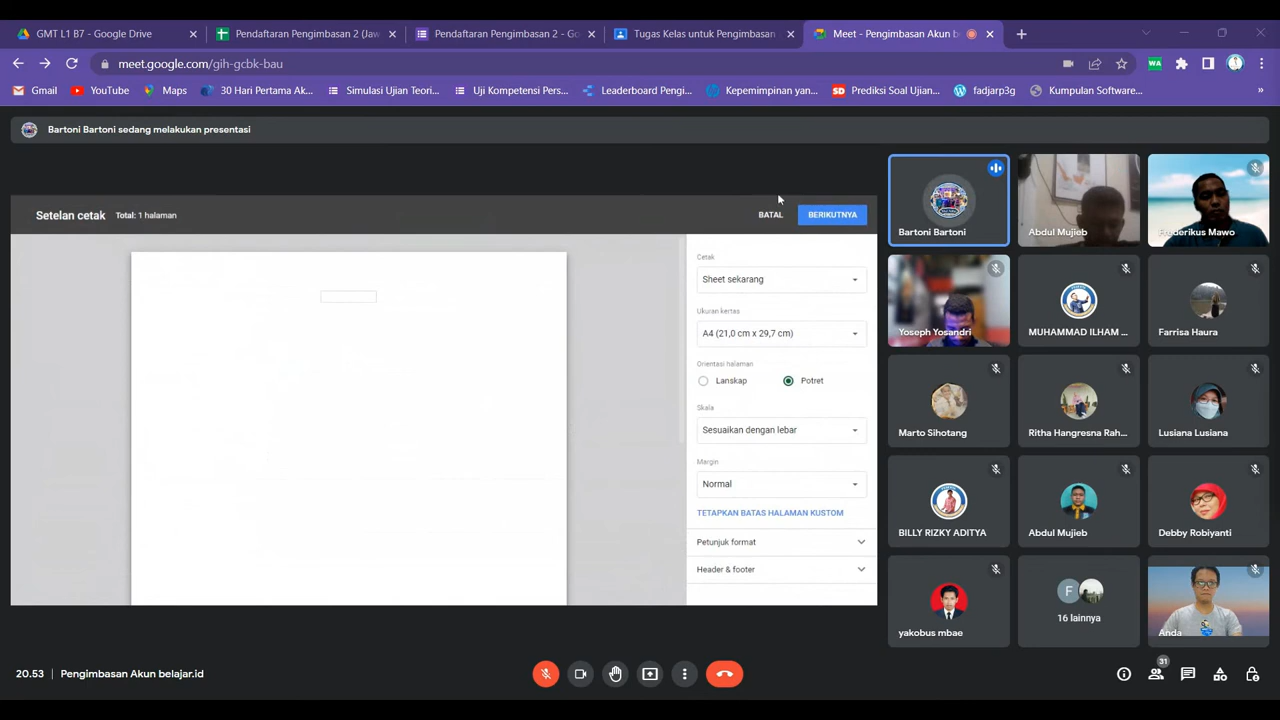 GMT L1 B7 - Google Drive
Pendaftaran Pengimbasan 2 (Jaw
Pendaftaran Pengimbasan 2 - Go
Tugas Kelas untuk Pengimbasan
Meet - Pengimbasan Akun be
meet.google.com/gih-gcbk-bau
WA
Gmail
YouTube
Maps
30 Hari Pertama Ak...
Simulasi Ujian Teori...
Uji Kompetensi Pers...
Leaderboard Pengi...
Kepemimpinan yan...
SD
Prediksi Soal Ujian...
fadjarp3g
Kumpulan Software...
»
Bartoni Bartoni sedang melakukan presentasi
Setelan cetak
Total: 1 halaman
BATAL
BERIKUTNYA
Cetak
Sheet sekarang
Ukuran kertas
A4 (21,0 cm x 29,7 cm)
Orientasi halaman
Lanskap
Potret
Skala
Sesuaikan dengan lebar
Margin
Normal
TETAPKAN BATAS HALAMAN KUSTOM
Petunjuk format
Header & footer
Bartoni Bartoni
Abdul Mujieb
Frederikus Mawo
Yoseph Yosandri
MUHAMMAD ILHAM ...
Farrisa Haura
Marto Sihotang
Ritha Hangresna Rah...
Lusiana Lusiana
BILLY RIZKY ADITYA
Abdul Mujieb
Debby Robiyanti
yakobus mbae
F
16 lainnya
Anda
20.53
Pengimbasan Akun belajar.id
31